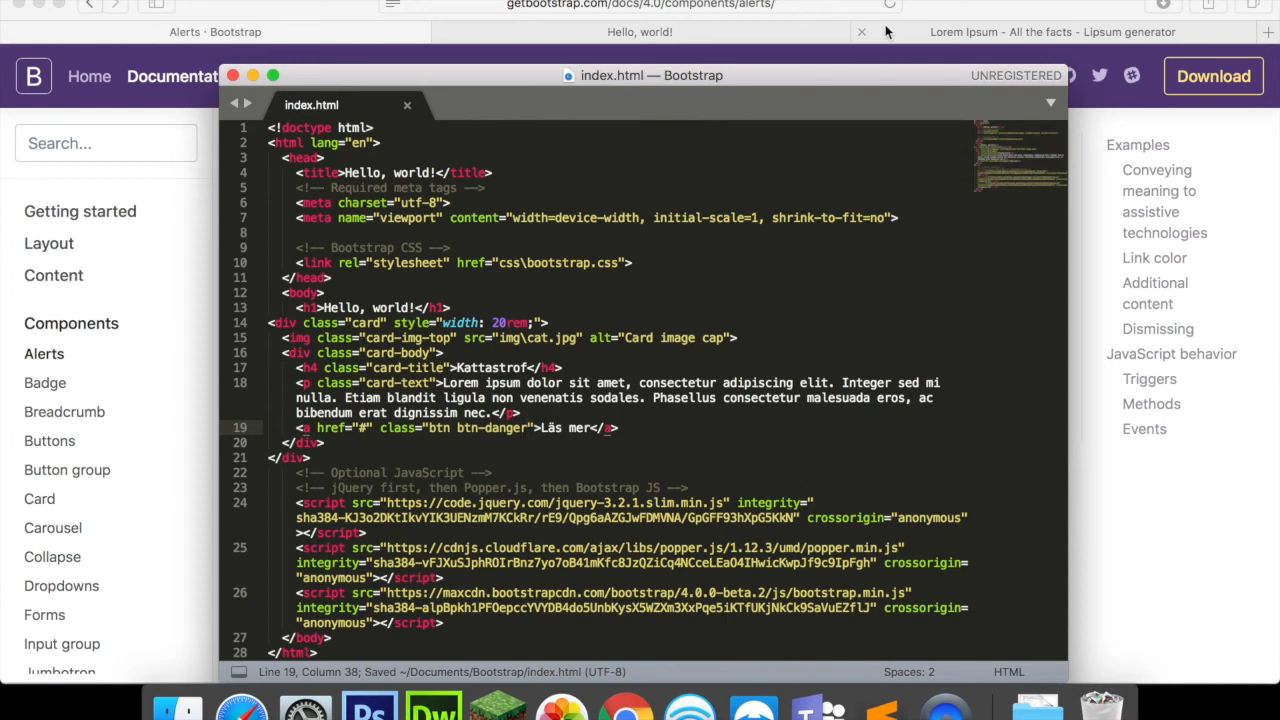 getbootstrap.com/docs/4.0/components/alerts/
Alerts · Bootstrap
Hello, world!
Lorem Ipsum - All the facts - Lipsum generator
B
Home
Documentat
Download
index.html — Bootstrap
UNREGISTERED
index.html
Search...
Getting started
Layout
Content
Components
Alerts
Badge
Breadcrumb
Buttons
Button group
Card
Carousel
Collapse
Dropdowns
Forms
Input group
Jumbotron
1 <!doctype html>
2 <html lang="en">
3 <head>
4 <title>Hello, world!</title>
5 <!-- Required meta tags -->
6 <meta charset="utf-8">
7 <meta name="viewport" content="width=device-width, initial-scale=1, shrink-to-fit=no">
8
9 <!-- Bootstrap CSS -->
10 <link rel="stylesheet" href="css\bootstrap.css">
11 </head>
12 <body>
13 <h1>Hello, world!</h1>
14 <div class="card" style="width: 20rem;">
15 <img class="card-img-top" src="img\cat.jpg" alt="Card image cap">
16 <div class="card-body">
17 <h4 class="card-title">Kattastrof</h4>
18 <p class="card-text">Lorem ipsum dolor sit amet, consectetur adipiscing elit. Integer sed mi
nulla. Etiam blandit ligula non venenatis sodales. Phasellus consectetur malesuada eros, ac
bibendum erat dignissim nec.</p>
19 <a href="#" class="btn btn-danger">Läs mer</a>
20 </div>
21 </div>
22 <!-- Optional JavaScript -->
23 <!-- jQuery first, then Popper.js, then Bootstrap JS -->
24 <script src="https://code.jquery.com/jquery-3.2.1.slim.min.js" integrity="
sha384-KJ3o2DKtIkvYIK3UENzmM7KCkRr/rE9/Qpg6aAZGJwFDMVNA/GpGFF93hXpG5KkN" crossorigin="anonymous"
></script>
25 <script src="https://cdnjs.cloudflare.com/ajax/libs/popper.js/1.12.3/umd/popper.min.js"
integrity="sha384-vFJXuSJphROIrBnz7yo7oB41mKfc8JzQZiCq4NCceLEaO4IHwicKwpJf9c9IpFgh" crossorigin=
"anonymous"></script>
26 <script src="https://maxcdn.bootstrapcdn.com/bootstrap/4.0.0-beta.2/js/bootstrap.min.js"
integrity="sha384-alpBpkh1PFOepccYVYDB4do5UnbKysX5WZXm3XxPqe5iKTfUKjNkCk9SaVuEZflJ" crossorigin=
"anonymous"></script>
27 </body>
28 </html>
Line 19, Column 38; Saved ~/Documents/Bootstrap/index.html (UTF-8)
Spaces: 2
HTML
Examples
Conveying
meaning to
assistive
technologies
Link color
Additional
content
Dismissing
JavaScript behavior
Triggers
Methods
Events
Ps
Dw